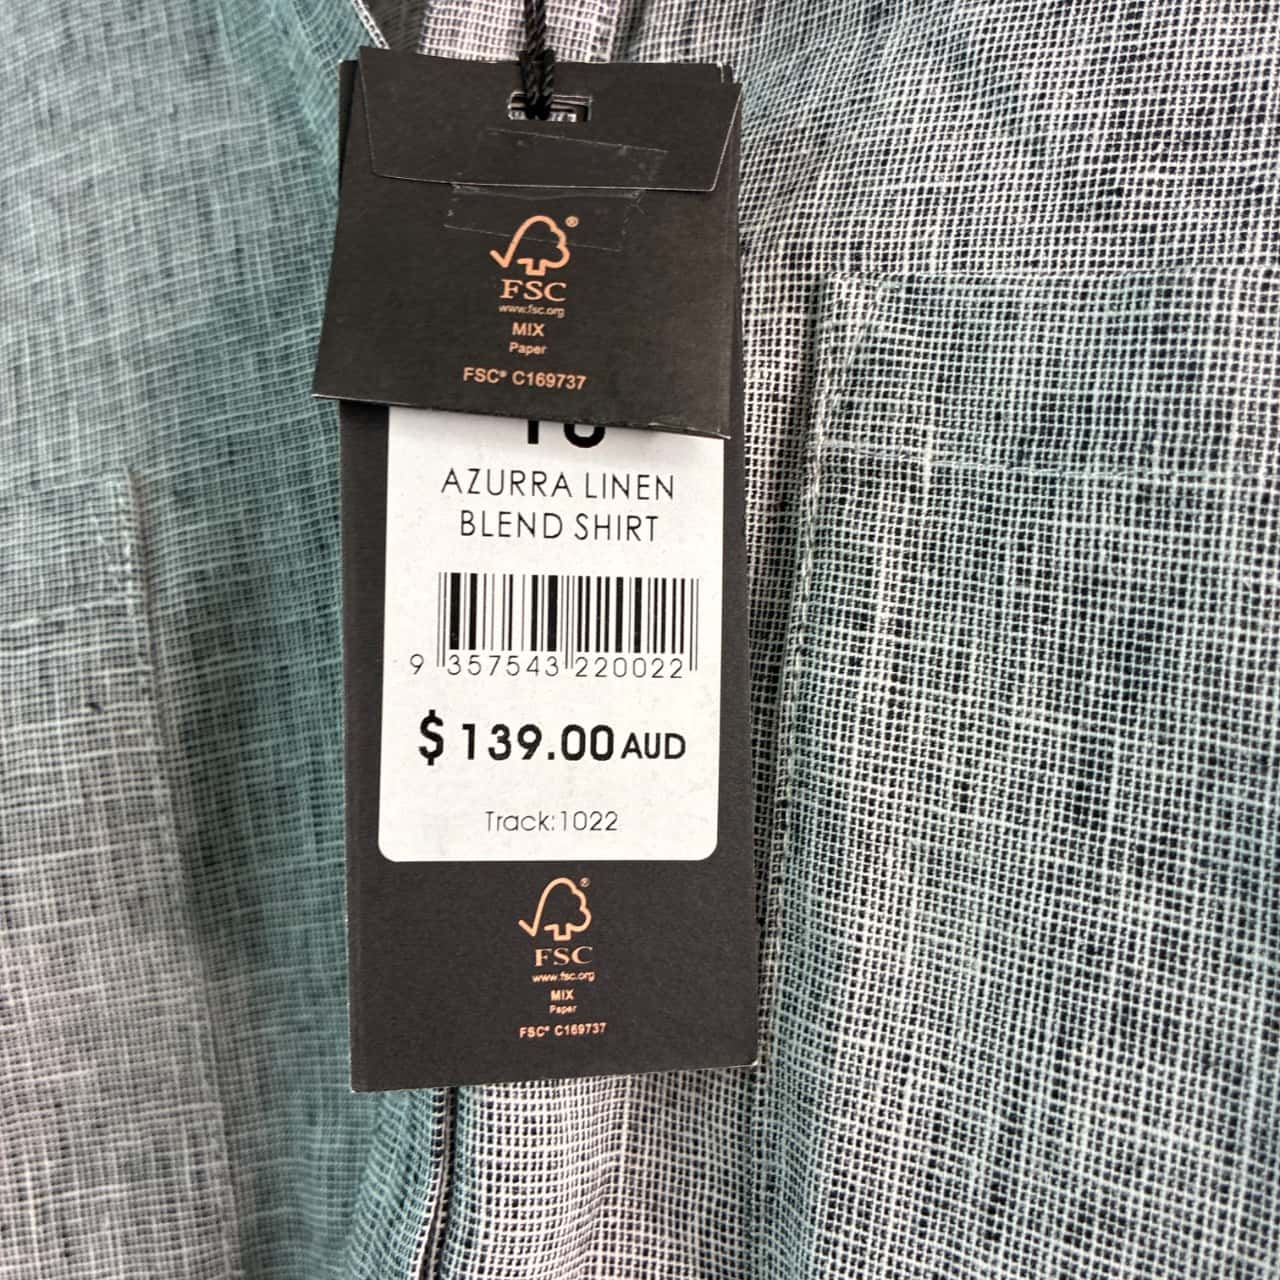 FSC®
www.fsc.org
MIX
Paper
FSC® C169737
AZURRA LINEN
BLEND SHIRT
9 357543 220022
$ 139.00 AUD
Track:1022
FSC®
www.fsc.org
MIX
Paper
FSC® C169737